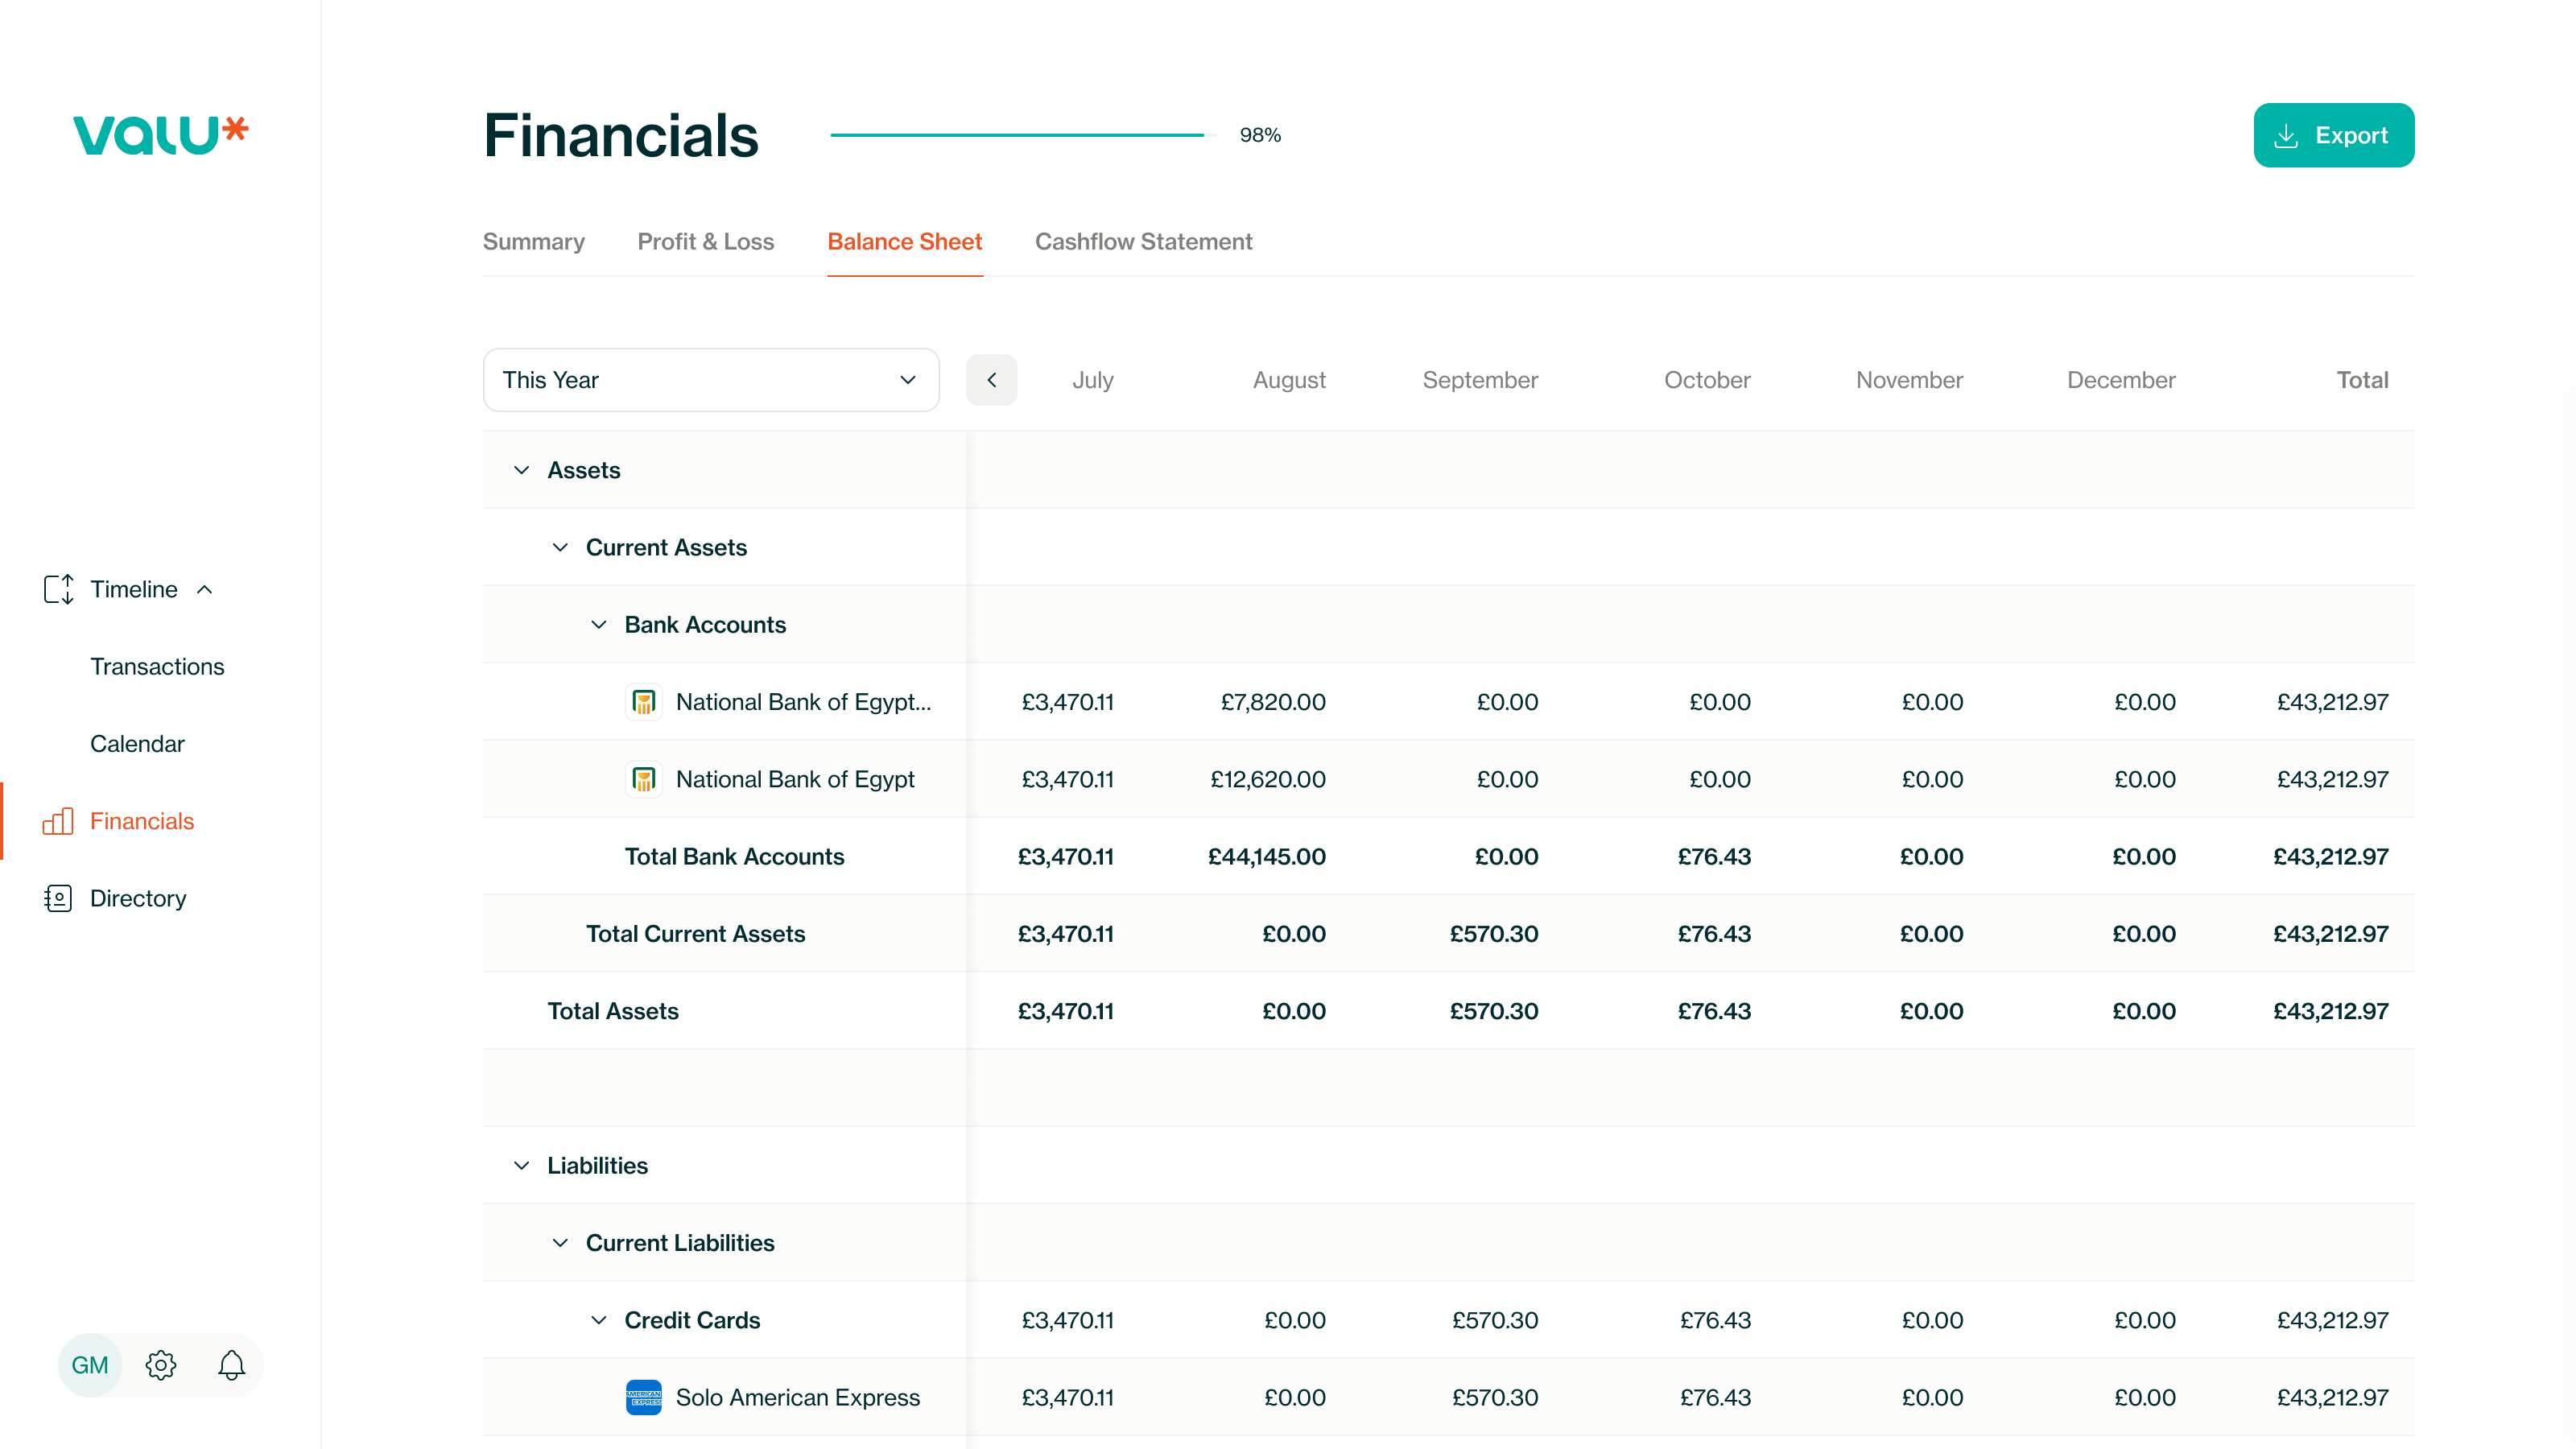 valu*
Timeline
Transactions
Calendar
Financials
Directory
GM
Financials
98%
Export
Summary Profit & Loss Balance Sheet Cashflow Statement
This Year July August September October November December Total
Assets
Current Assets
Bank Accounts
National Bank of Egypt... £3,470.11 £7,820.00 £0.00 £0.00 £0.00 £0.00 £43,212.97
National Bank of Egypt £3,470.11 £12,620.00 £0.00 £0.00 £0.00 £0.00 £43,212.97
Total Bank Accounts £3,470.11 £44,145.00 £0.00 £76.43 £0.00 £0.00 £43,212.97
Total Current Assets £3,470.11 £0.00 £570.30 £76.43 £0.00 £0.00 £43,212.97
Total Assets £3,470.11 £0.00 £570.30 £76.43 £0.00 £0.00 £43,212.97
Liabilities
Current Liabilities
Credit Cards £3,470.11 £0.00 £570.30 £76.43 £0.00 £0.00 £43,212.97
AMERICAN
EXPRESS
Solo American Express £3,470.11 £0.00 £570.30 £76.43 £0.00 £0.00 £43,212.97